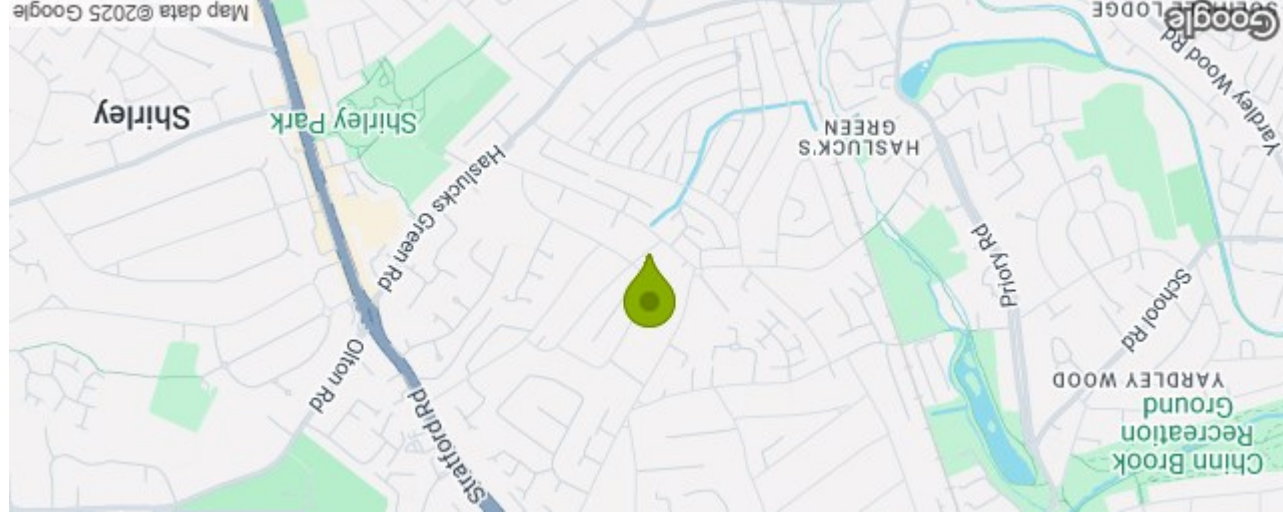 Chinn Brook
Recreation
Ground
YARDLEY WOOD
School Rd
Priory Rd
Stratford Rd
Olton Rd
Haslucks Green Rd
HASLUCK'S
GREEN
Yardley Wood Rd
Shirley Park
Shirley
LODGE
Google
Map data ©2025 Google